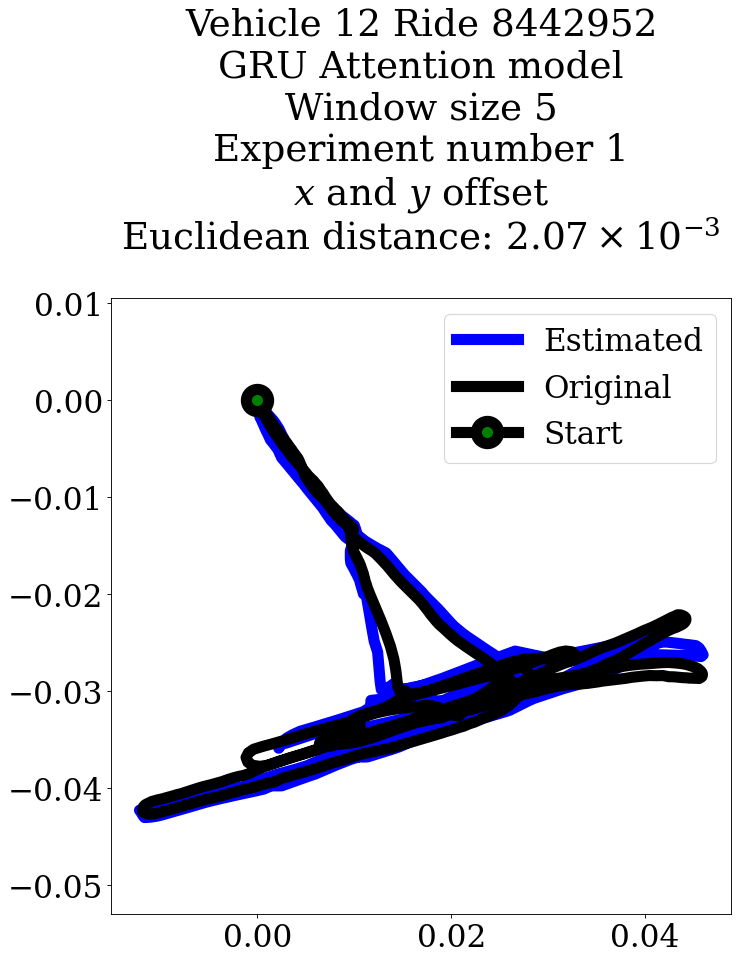 Vehicle 12 Ride 8442952
GRU Attention model
Window size 5
Experiment number 1
x and y offset
Euclidean distance: 2.07 × 10⁻³
0.01
0.00
−0.01
−0.02
−0.03
−0.04
−0.05
Estimated
Original
Start
0.00 0.02 0.04